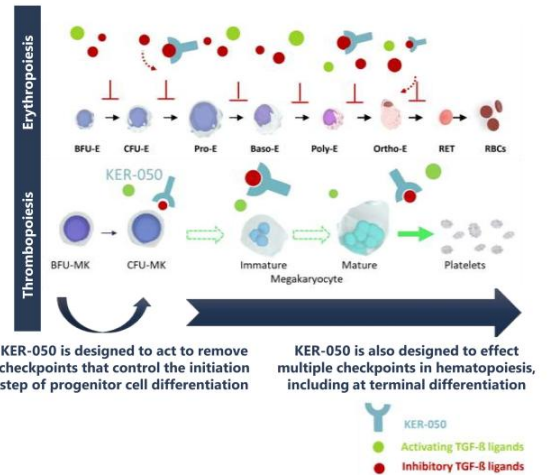 Erythropoiesis
BFU-E CFU-E Pro-E Baso-E Poly-E Ortho-E RET RBCs
Thrombopoiesis
KER-050
BFU-MK CFU-MK Immature Mature Platelets
Megakaryocyte
KER-050 is designed to act to remove
checkpoints that control the initiation
step of progenitor cell differentiation
KER-050 is also designed to effect
multiple checkpoints in hematopoiesis,
including at terminal differentiation
KER-050
Activating TGF-ß ligands
Inhibitory TGF-ß ligands